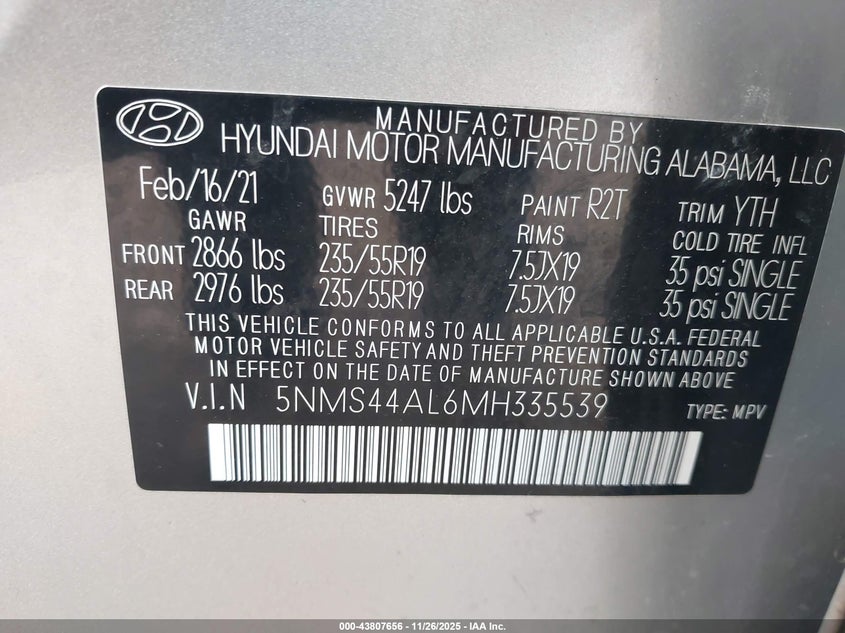 MANUFACTURED BY
HYUNDAI MOTOR MANUFACTURING ALABAMA, LLC
Feb/16/21 GVWR 5247 lbs PAINT R2T TRIM YTH
GAWR TIRES RIMS COLD TIRE INFL
FRONT 2866 lbs 235/55R19 7.5JX19 35 psi SINGLE
REAR 2976 lbs 235/55R19 7.5JX19 35 psi SINGLE
THIS VEHICLE CONFORMS TO ALL APPLICABLE U.S.A. FEDERAL
MOTOR VEHICLE SAFETY AND THEFT PREVENTION STANDARDS
IN EFFECT ON THE DATE OF MANUFACTURE SHOWN ABOVE.
V.I.N 5NMS44AL6MH335539 TYPE: MPV
000-43807656 - 11/26/2025 - IAA Inc.